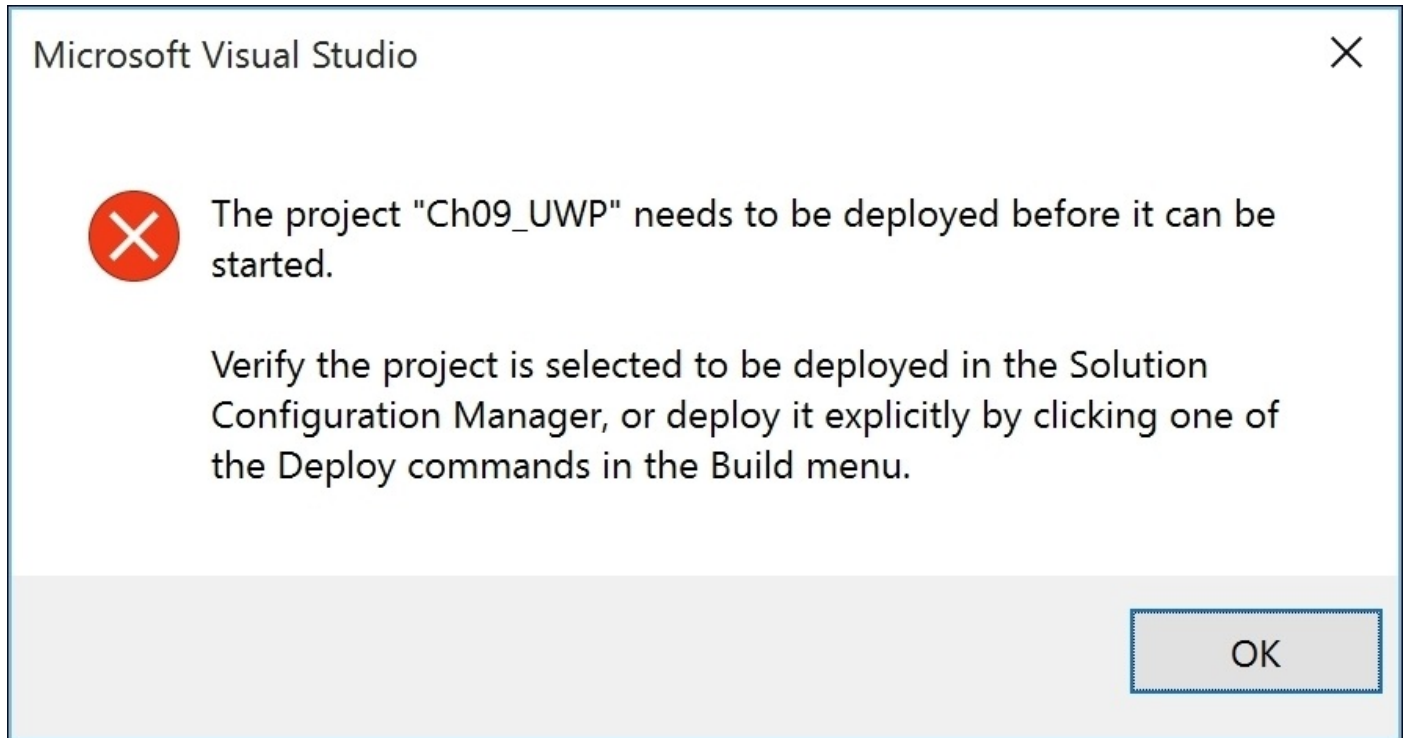 Microsoft Visual Studio
The project "Ch09_UWP" needs to be deployed before it can be
started.
Verify the project is selected to be deployed in the Solution
Configuration Manager, or deploy it explicitly by clicking one of
the Deploy commands in the Build menu.
OK